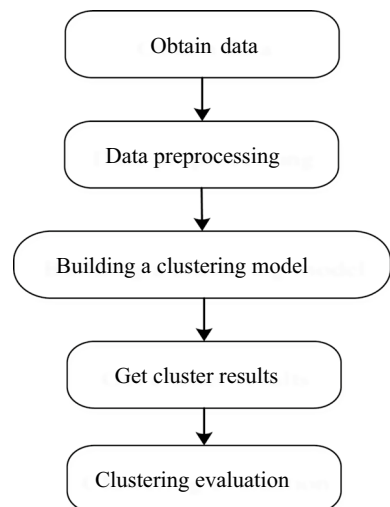 Obtain data
Data preprocessing
Building a clustering model
Get cluster results
Clustering evaluation